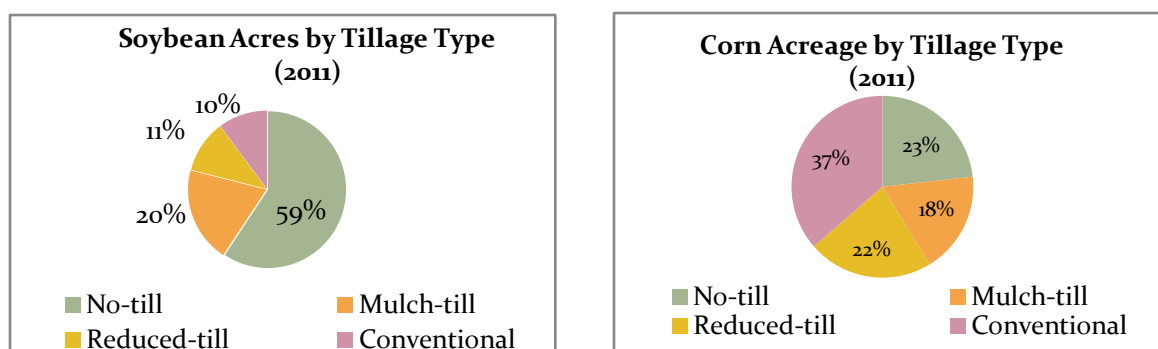 Soybean Acres by Tillage Type
(2011)
10%
11%
20%
59%
No-till
Mulch-till
Reduced-till
Conventional
Corn Acreage by Tillage Type
(2011)
23%
37%
18%
22%
No-till
Mulch-till
Reduced-till
Conventional